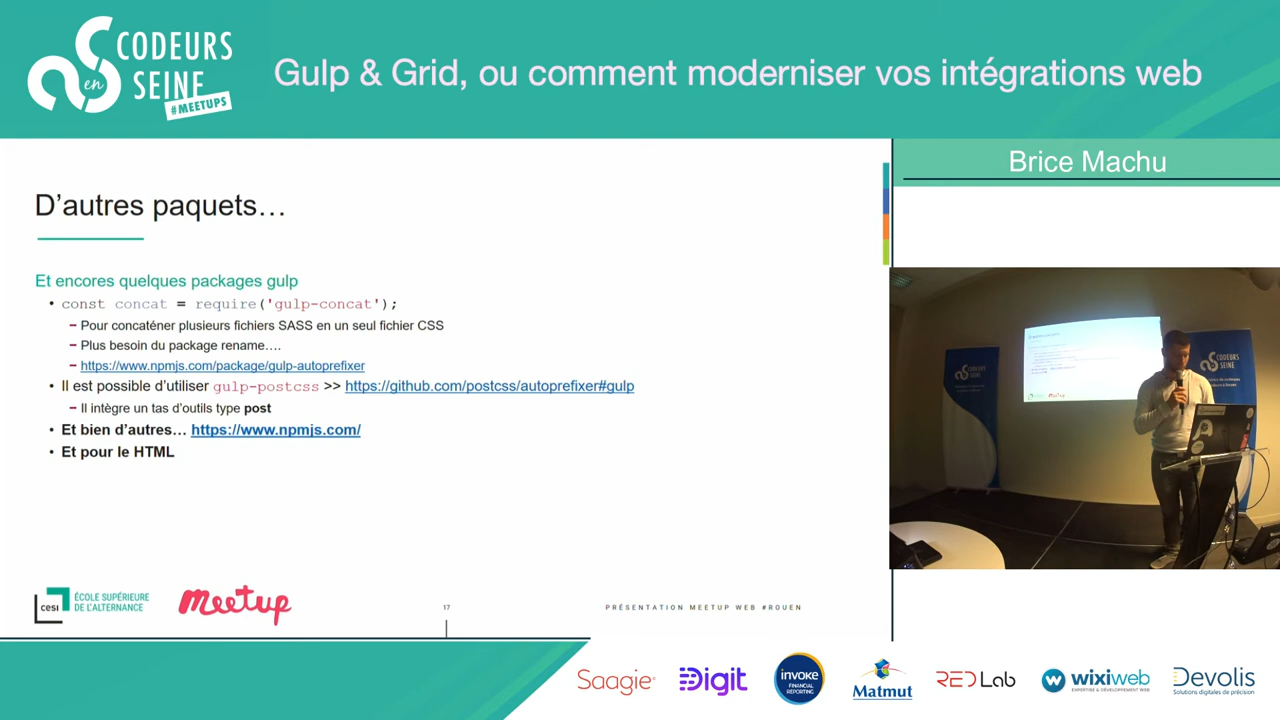 CODEURS
en
SEINE
#MEETUPS
Gulp & Grid, ou comment moderniser vos intégrations web
Brice Machu
D'autres paquets…
Et encores quelques packages gulp
• const concat = require('gulp-concat');
– Pour concaténer plusieurs fichiers SASS en un seul fichier CSS
– Plus besoin du package rename….
– https://www.npmjs.com/package/gulp-autoprefixer
• Il est possible d'utiliser gulp-postcss >> https://github.com/postcss/autoprefixer#gulp
– Il intègre un tas d'outils type post
• Et bien d'autres… https://www.npmjs.com/
• Et pour le HTML
CODEURS
SEINE
CODEURS
SEINE
cesi
ÉCOLE SUPÉRIEURE
DE L'ALTERNANCE
meetup
17
PRÉSENTATION MEETUP WEB #ROUEN
Saagie
Digit
invoke
FINANCIAL
REPORTING
Matmut
RED Lab
wixiweb
EXPERTISE & DÉVELOPPEMENT WEB
Devolis
Solutions digitales de précision